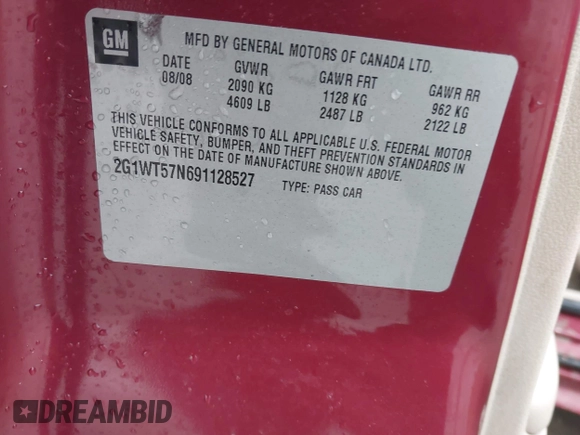 GM
MFD BY GENERAL MOTORS OF CANADA LTD.
DATE GVWR GAWR FRT GAWR RR
08/08 2090 KG 1128 KG 962 KG
4609 LB 2487 LB 2122 LB
THIS VEHICLE CONFORMS TO ALL APPLICABLE U.S. FEDERAL MOTOR
VEHICLE SAFETY, BUMPER, AND THEFT PREVENTION STANDARDS IN
EFFECT ON THE DATE OF MANUFACTURE SHOWN ABOVE.
2G1WT57N691128527 TYPE: PASS CAR
DREAMBID